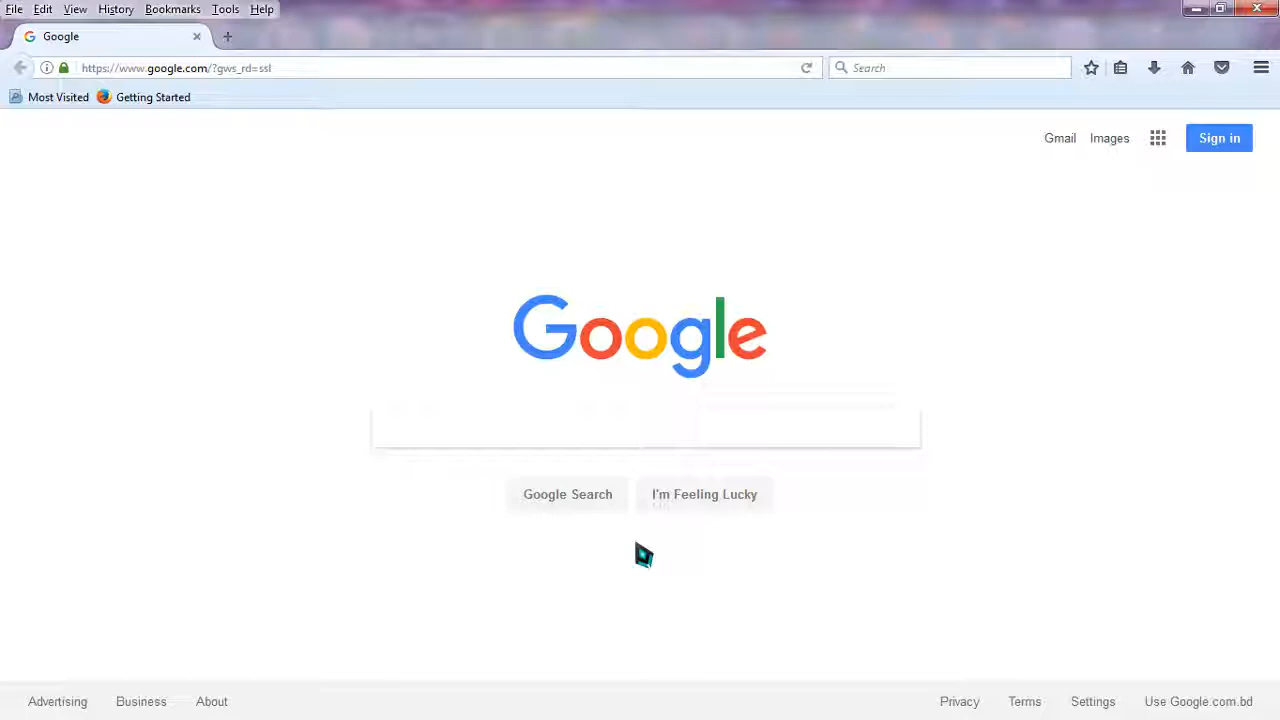 File Edit View History Bookmarks Tools Help
Google
https://www.google.com/?gws_rd=ssl
Search
Most Visited Getting Started
Gmail Images Sign in
Google
Google Search I'm Feeling Lucky
Advertising Business About Privacy Terms Settings Use Google.com.bd